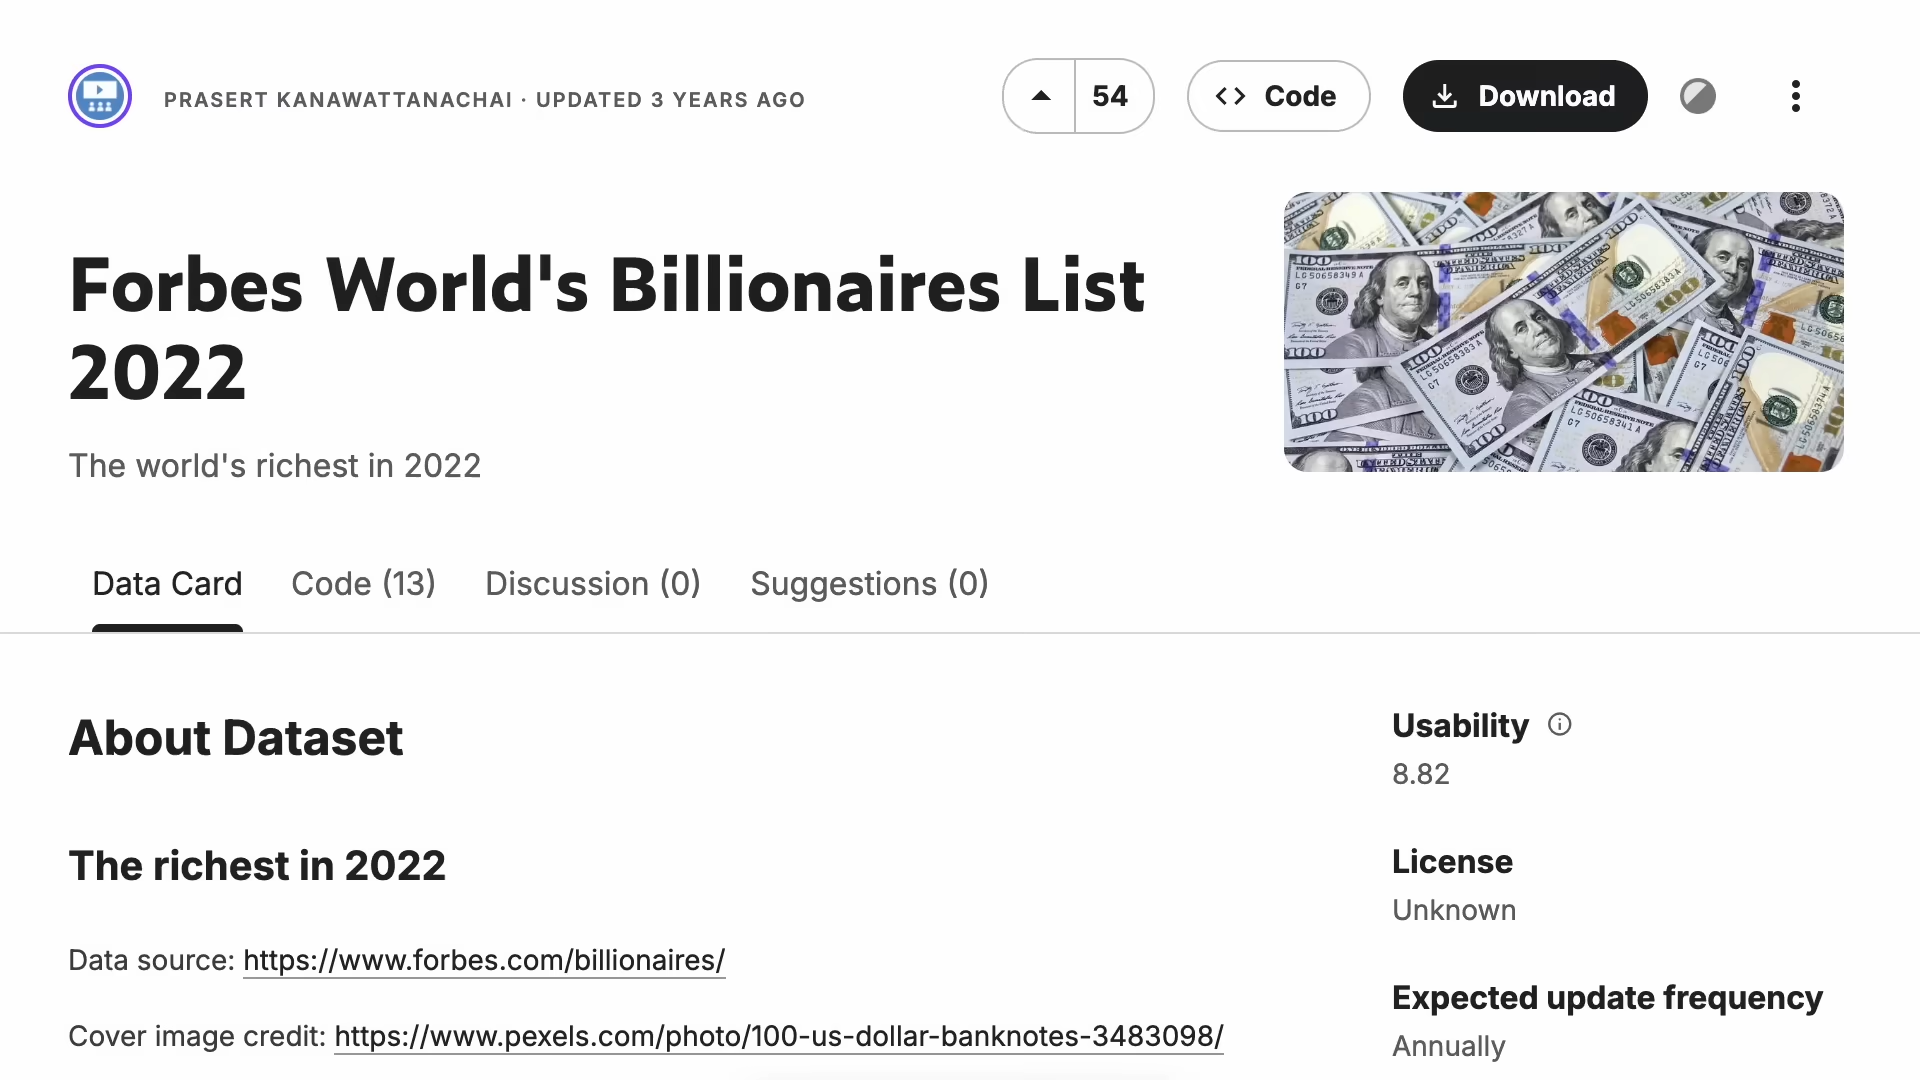 PRASERT KANAWATTANACHAI · UPDATED 3 YEARS AGO
54
Code
Download
Forbes World's Billionaires List
2022
The world's richest in 2022
Data Card
Code (13)
Discussion (0)
Suggestions (0)
About Dataset
The richest in 2022
Data source: https://www.forbes.com/billionaires/
Cover image credit: https://www.pexels.com/photo/100-us-dollar-banknotes-3483098/
Usability
8.82
License
Unknown
Expected update frequency
Annually